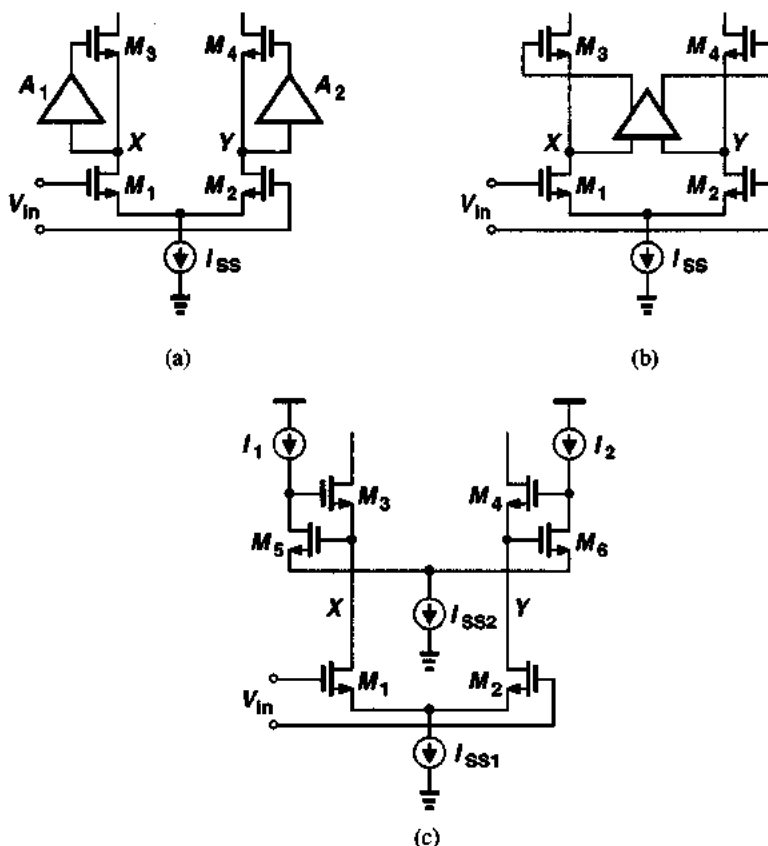 M3 M4
A1 A2
X Y
M1 M2
Vin
ISS
(a)
M3 M4
X Y
M1 M2
Vin
ISS
(b)
I1 I2
M3 M4
M5 M6
X Y
ISS2
M1 M2
Vin
ISS1
(c)